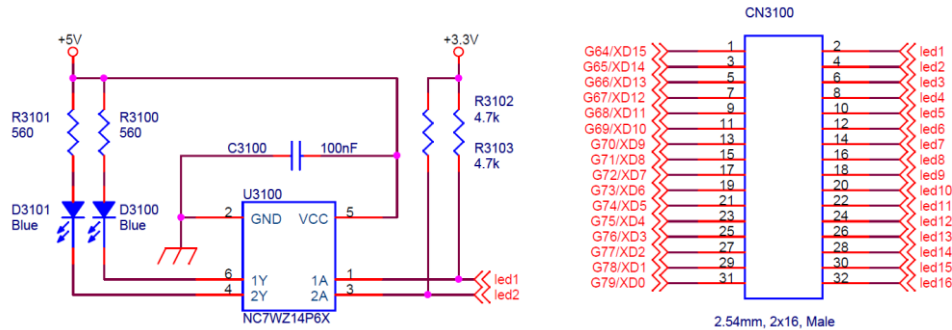 +5V
+3.3V
R3101
560
R3100
560
R3102
4.7k
R3103
4.7k
C3100
100nF
D3101
Blue
D3100
Blue
U3100
2 GND VCC 5
6 1Y 1A 1 led1
4 2Y 2A 3 led2
NC7WZ14P6X
CN3100
G64/XD15 1 2 led1
G65/XD14 3 4 led2
G66/XD13 5 6 led3
G67/XD12 7 8 led4
G68/XD11 9 10 led5
G69/XD10 11 12 led6
G70/XD9 13 14 led7
G71/XD8 15 16 led8
G72/XD7 17 18 led9
G73/XD6 19 20 led10
G74/XD5 21 22 led11
G75/XD4 23 24 led12
G76/XD3 25 26 led13
G77/XD2 27 28 led14
G78/XD1 29 30 led15
G79/XD0 31 32 led16
2.54mm, 2x16, Male